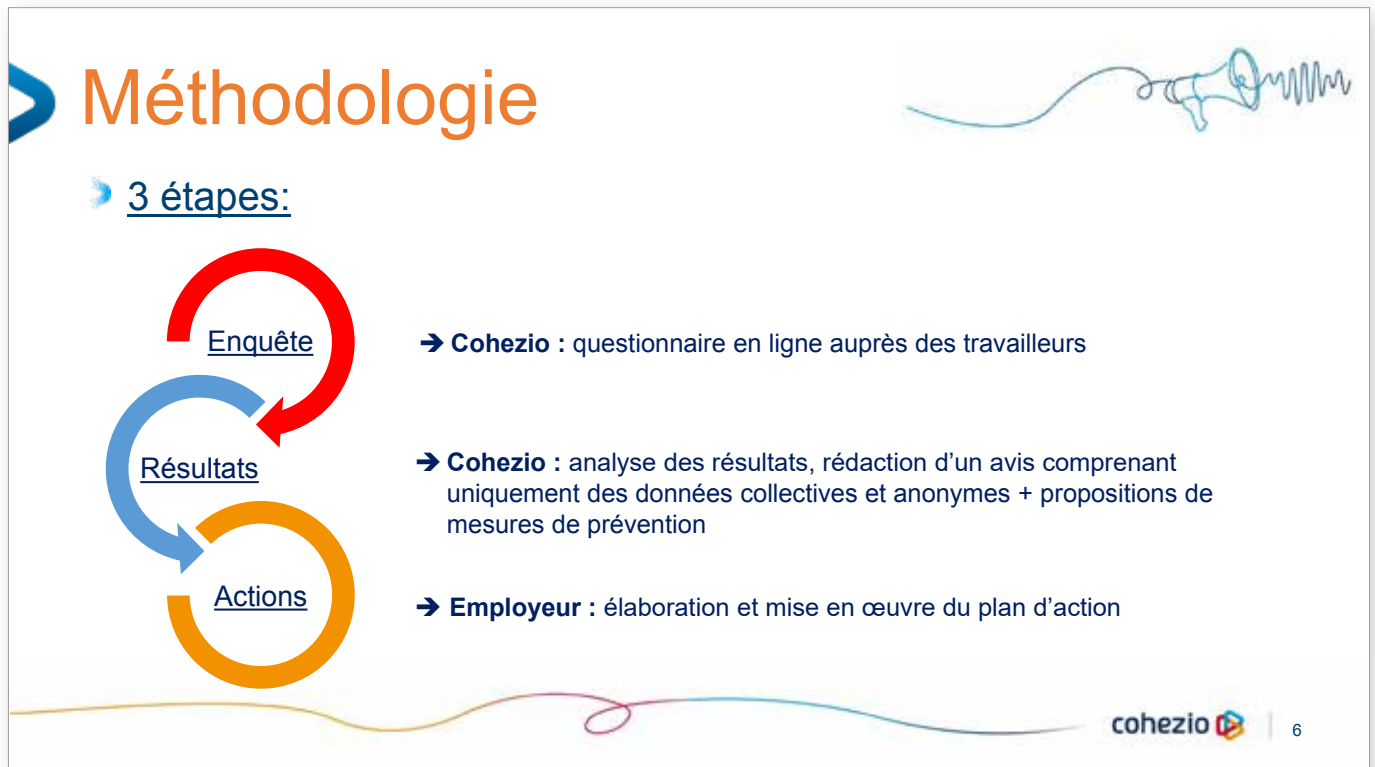 Méthodologie
3 étapes:
Enquête
➔ Cohezio : questionnaire en ligne auprès des travailleurs
Résultats
➔ Cohezio : analyse des résultats, rédaction d’un avis comprenant
uniquement des données collectives et anonymes + propositions de
mesures de prévention
Actions
➔ Employeur : élaboration et mise en œuvre du plan d’action
cohezio
6